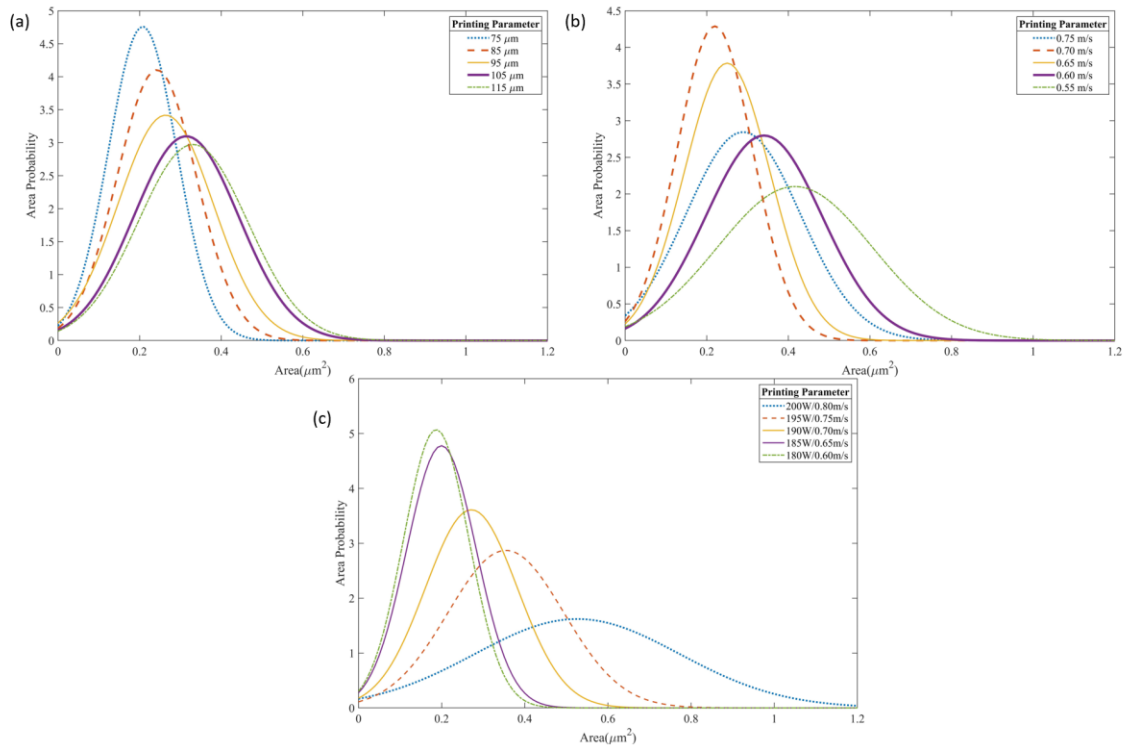 (a)
5
4.5
4
3.5
3
2.5
2
1.5
1
0.5
0
Area Probability
0 0.2 0.4 0.6 0.8 1 1.2
Area(μm²)
Printing Parameter
75 μm
85 μm
95 μm
105 μm
115 μm
(b)
4.5
4
3.5
3
2.5
2
1.5
1
0.5
0
Area Probability
0 0.2 0.4 0.6 0.8 1 1.2
Area(μm²)
Printing Parameter
0.75 m/s
0.70 m/s
0.65 m/s
0.60 m/s
0.55 m/s
(c)
6
5
4
3
2
1
0
Area Probability
0 0.2 0.4 0.6 0.8 1 1.2
Area(μm²)
Printing Parameter
200W/0.80m/s
195W/0.75m/s
190W/0.70m/s
185W/0.65m/s
180W/0.60m/s